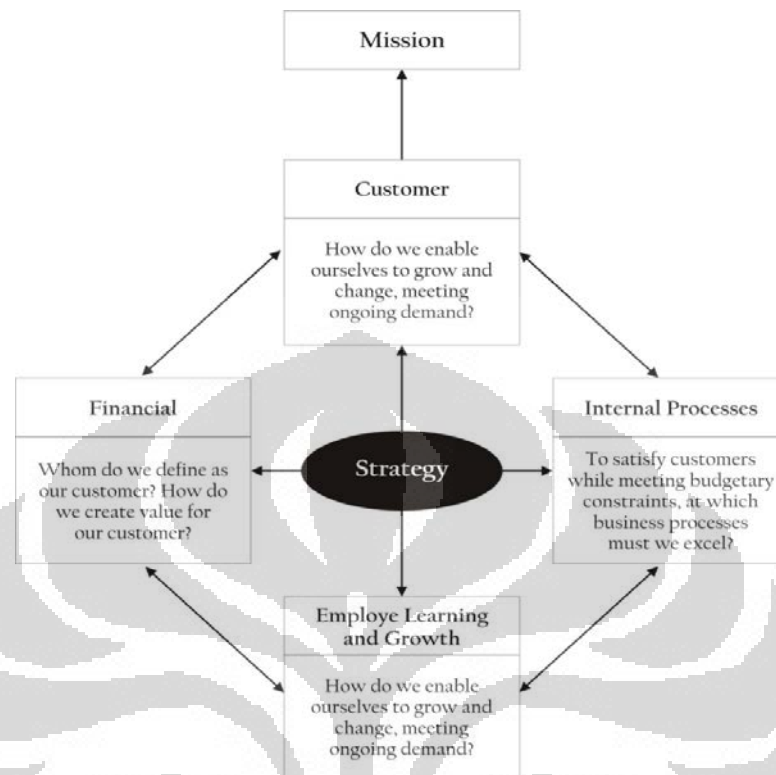 Mission
Customer
How do we enable
ourselves to grow and
change, meeting
ongoing demand?
Financial
Whom do we define as
our customer? How do
we create value for
our customer?
Strategy
Internal Processes
To satisfy customers
while meeting budgetary
constraints, at which
business processes
must we excel?
Employe Learning
and Growth
How do we enable
ourselves to grow and
change, meeting
ongoing demand?